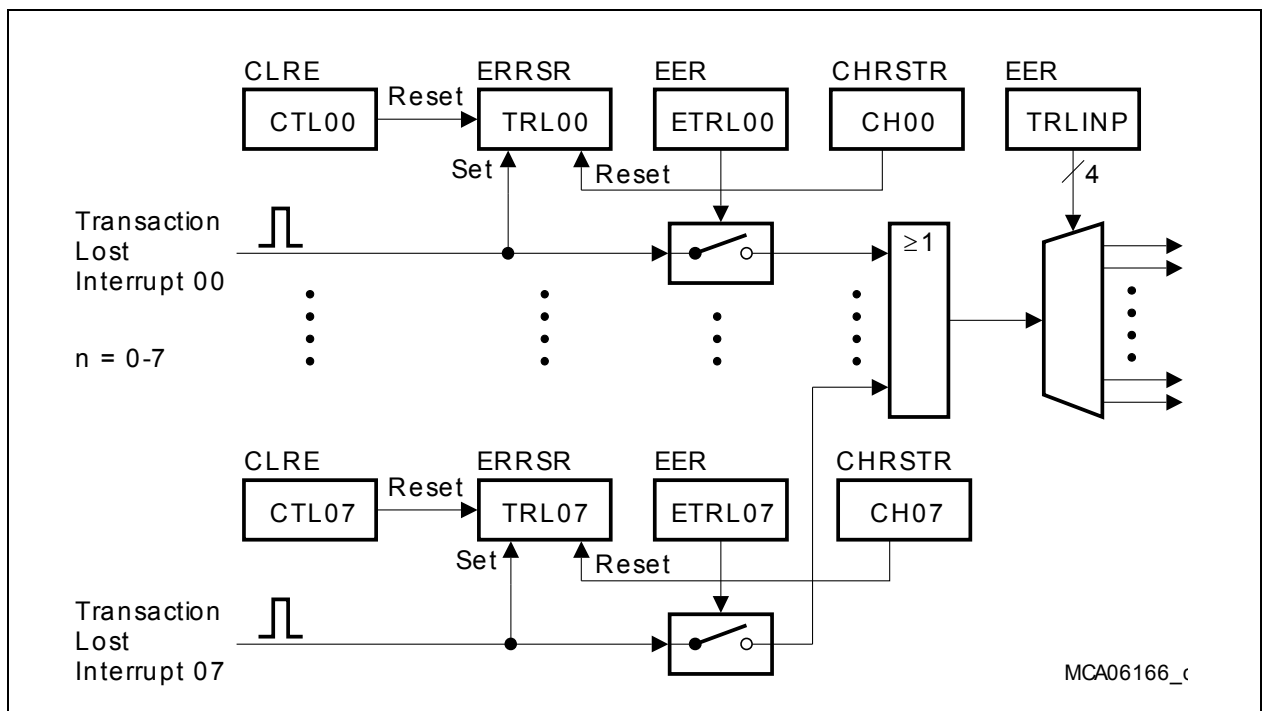 CLRE
ERRSR
EER
CHRSTR
EER
CTL00
Reset
TRL00
ETRL00
CH00
TRLINP
Set
Reset
4
Transaction
Lost
Interrupt 00
≥1
n = 0-7
CLRE
ERRSR
EER
CHRSTR
CTL07
Reset
TRL07
ETRL07
CH07
Set
Reset
Transaction
Lost
Interrupt 07
MCA06166_c